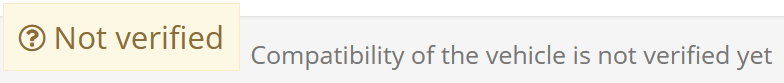 Not verified
Compatibility of the vehicle is not verified yet